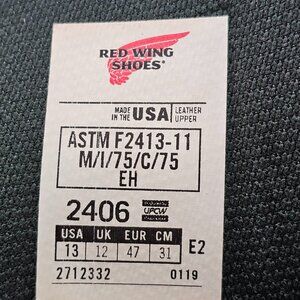 RED WING
SHOES®
MADE IN THE USA LEATHER UPPER
ASTM F2413-11
M/I/75/C/75
EH
2406 UFCW
USA UK EUR CM
13 12 47 31 E2
2712332 0119